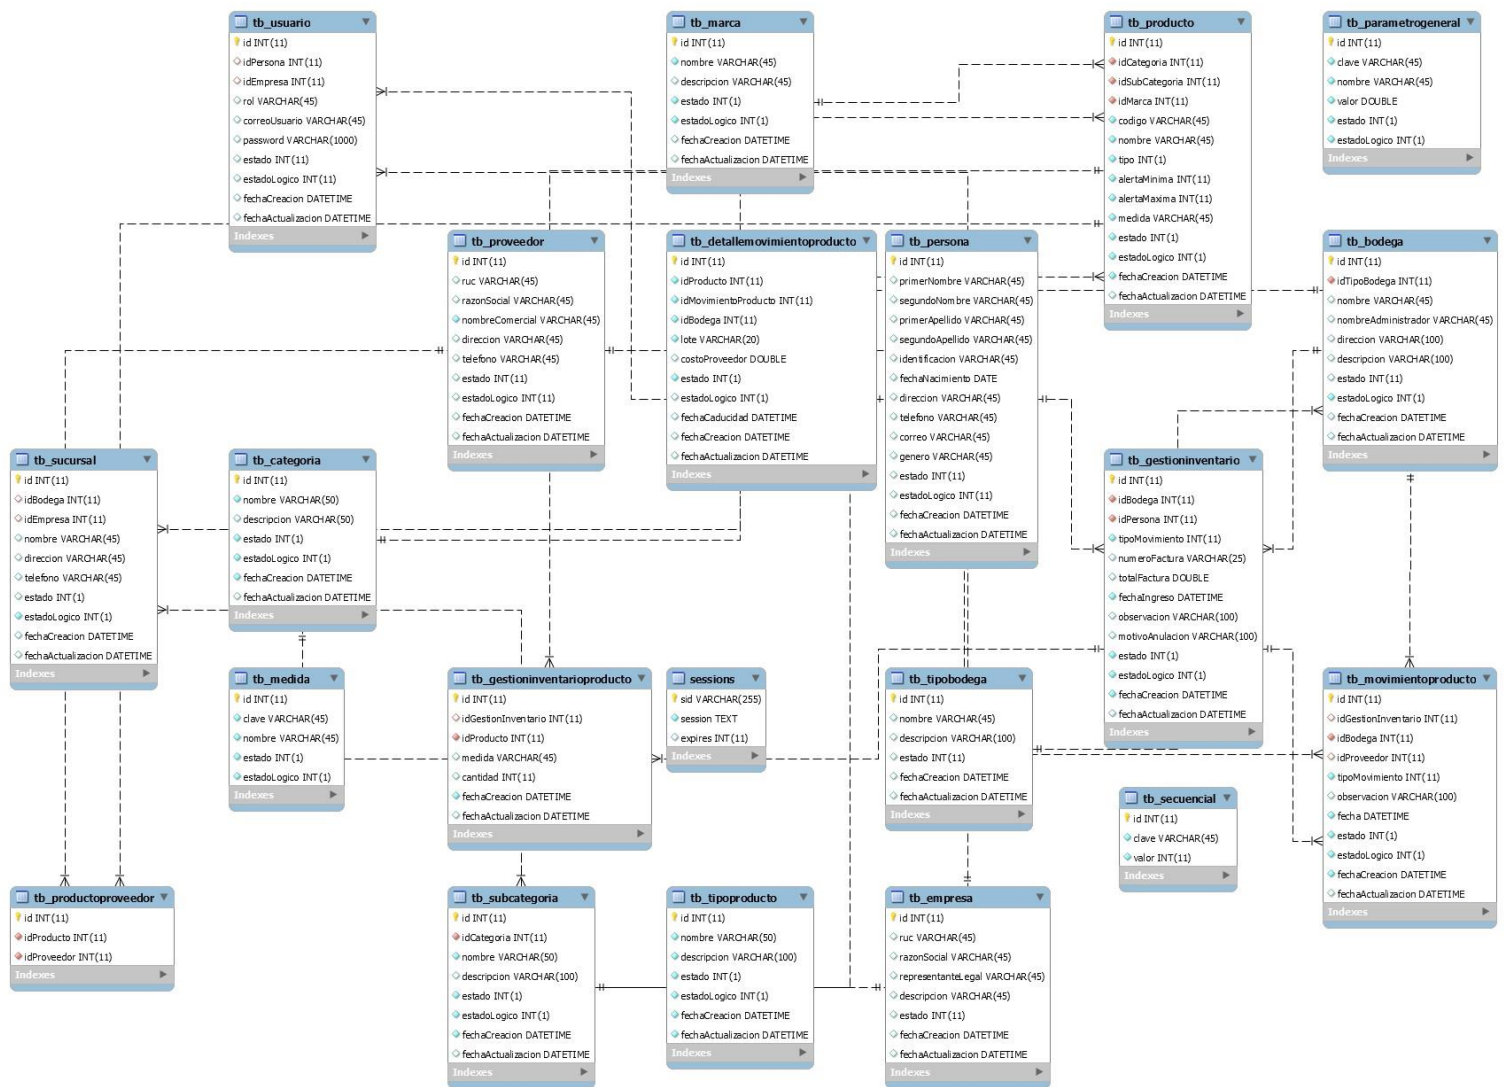 tb_usuario
id INT(11)
idPersona INT(11)
idEmpresa INT(11)
rol VARCHAR(45)
correoUsuario VARCHAR(45)
password VARCHAR(1000)
estado INT(11)
estadoLogico INT(11)
fechaCreacion DATETIME
fechaActualizacion DATETIME
Indexes
tb_marca
id INT(11)
nombre VARCHAR(45)
descripcion VARCHAR(45)
estado INT(1)
estadoLogico INT(1)
fechaCreacion DATETIME
fechaActualizacion DATETIME
Indexes
tb_producto
id INT(11)
idCategoria INT(11)
idSubCategoria INT(11)
idMarca INT(11)
codigo VARCHAR(45)
nombre VARCHAR(45)
tipo INT(1)
alertaMinima INT(11)
alertaMaxima INT(11)
medida VARCHAR(45)
estado INT(1)
estadoLogico INT(1)
fechaCreacion DATETIME
fechaActualizacion DATETIME
Indexes
tb_parametrogeneral
id INT(11)
clave VARCHAR(45)
nombre VARCHAR(45)
valor DOUBLE
estado INT(1)
estadoLogico INT(1)
Indexes
tb_proveedor
id INT(11)
ruc VARCHAR(45)
razonSocial VARCHAR(45)
nombreComercial VARCHAR(45)
direccion VARCHAR(45)
telefono VARCHAR(45)
estado INT(11)
estadoLogico INT(11)
fechaCreacion DATETIME
fechaActualizacion DATETIME
Indexes
tb_detallemovimientoproducto
id INT(11)
idProducto INT(11)
idMovimientoProducto INT(11)
idBodega INT(11)
lote VARCHAR(20)
costoProveedor DOUBLE
estado INT(1)
estadoLogico INT(1)
fechaCaducidad DATETIME
fechaCreacion DATETIME
fechaActualizacion DATETIME
Indexes
tb_persona
id INT(11)
primerNombre VARCHAR(45)
segundoNombre VARCHAR(45)
primerApellido VARCHAR(45)
segundoApellido VARCHAR(45)
identificacion VARCHAR(45)
fechaNacimiento DATE
direccion VARCHAR(45)
telefono VARCHAR(45)
correo VARCHAR(45)
genero VARCHAR(45)
estado INT(11)
estadoLogico INT(11)
fechaCreacion DATETIME
fechaActualizacion DATETIME
Indexes
tb_bodega
id INT(11)
idTipoBodega INT(11)
nombre VARCHAR(45)
nombreAdministrador VARCHAR(45)
direccion VARCHAR(100)
descripcion VARCHAR(100)
estado INT(11)
estadoLogico INT(1)
fechaCreacion DATETIME
fechaActualizacion DATETIME
Indexes
tb_sucursal
id INT(11)
idBodega INT(11)
idEmpresa INT(11)
nombre VARCHAR(45)
direccion VARCHAR(45)
telefono VARCHAR(45)
estado INT(1)
estadoLogico INT(1)
fechaCreacion DATETIME
fechaActualizacion DATETIME
Indexes
tb_categoria
id INT(11)
nombre VARCHAR(50)
descripcion VARCHAR(50)
estado INT(1)
estadoLogico INT(1)
fechaCreacion DATETIME
fechaActualizacion DATETIME
Indexes
tb_gestioninventario
id INT(11)
idBodega INT(11)
idPersona INT(11)
tipoMovimiento INT(11)
numeroFactura VARCHAR(25)
totalFactura DOUBLE
fechaIngreso DATETIME
observacion VARCHAR(100)
motivoAnulacion VARCHAR(100)
estado INT(1)
estadoLogico INT(1)
fechaCreacion DATETIME
fechaActualizacion DATETIME
Indexes
tb_medida
id INT(11)
clave VARCHAR(45)
nombre VARCHAR(45)
estado INT(1)
estadoLogico INT(1)
Indexes
tb_gestioninventarioproducto
id INT(11)
idGestionInventario INT(11)
idProducto INT(11)
medida VARCHAR(45)
cantidad INT(11)
fechaCreacion DATETIME
fechaActualizacion DATETIME
Indexes
sessions
sid VARCHAR(255)
session TEXT
expires INT(11)
Indexes
tb_tipobodega
id INT(11)
nombre VARCHAR(45)
descripcion VARCHAR(100)
estado INT(11)
fechaCreacion DATETIME
fechaActualizacion DATETIME
Indexes
tb_movimientoproducto
id INT(11)
idGestionInventario INT(11)
idBodega INT(11)
idProveedor INT(11)
tipoMovimiento INT(11)
observacion VARCHAR(100)
fecha DATETIME
estado INT(1)
estadoLogico INT(1)
fechaCreacion DATETIME
fechaActualizacion DATETIME
Indexes
tb_secuencial
id INT(11)
clave VARCHAR(45)
valor INT(11)
Indexes
tb_productoproveedor
id INT(11)
idProducto INT(11)
idProveedor INT(11)
Indexes
tb_subcategoria
id INT(11)
idCategoria INT(11)
nombre VARCHAR(50)
descripcion VARCHAR(100)
estado INT(1)
estadoLogico INT(1)
fechaCreacion DATETIME
fechaActualizacion DATETIME
Indexes
tb_tipoproducto
id INT(11)
nombre VARCHAR(50)
descripcion VARCHAR(100)
estado INT(1)
estadoLogico INT(1)
fechaCreacion DATETIME
fechaActualizacion DATETIME
Indexes
tb_empresa
id INT(11)
ruc VARCHAR(45)
razonSocial VARCHAR(45)
representanteLegal VARCHAR(45)
descripcion VARCHAR(45)
estado INT(11)
fechaCreacion DATETIME
fechaActualizacion DATETIME
Indexes